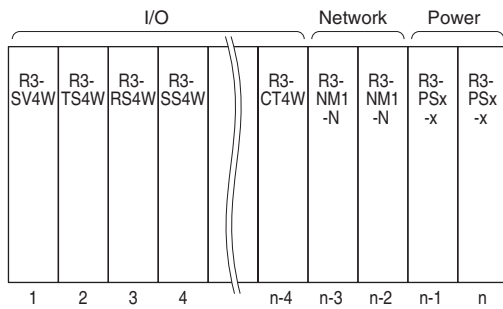 I/O Network Power
R3-SV4W R3-TS4W R3-RS4W R3-SS4W R3-CT4W R3-NM1-N R3-NM1-N R3-PSx-x R3-PSx-x
1 2 3 4 n-4 n-3 n-2 n-1 n